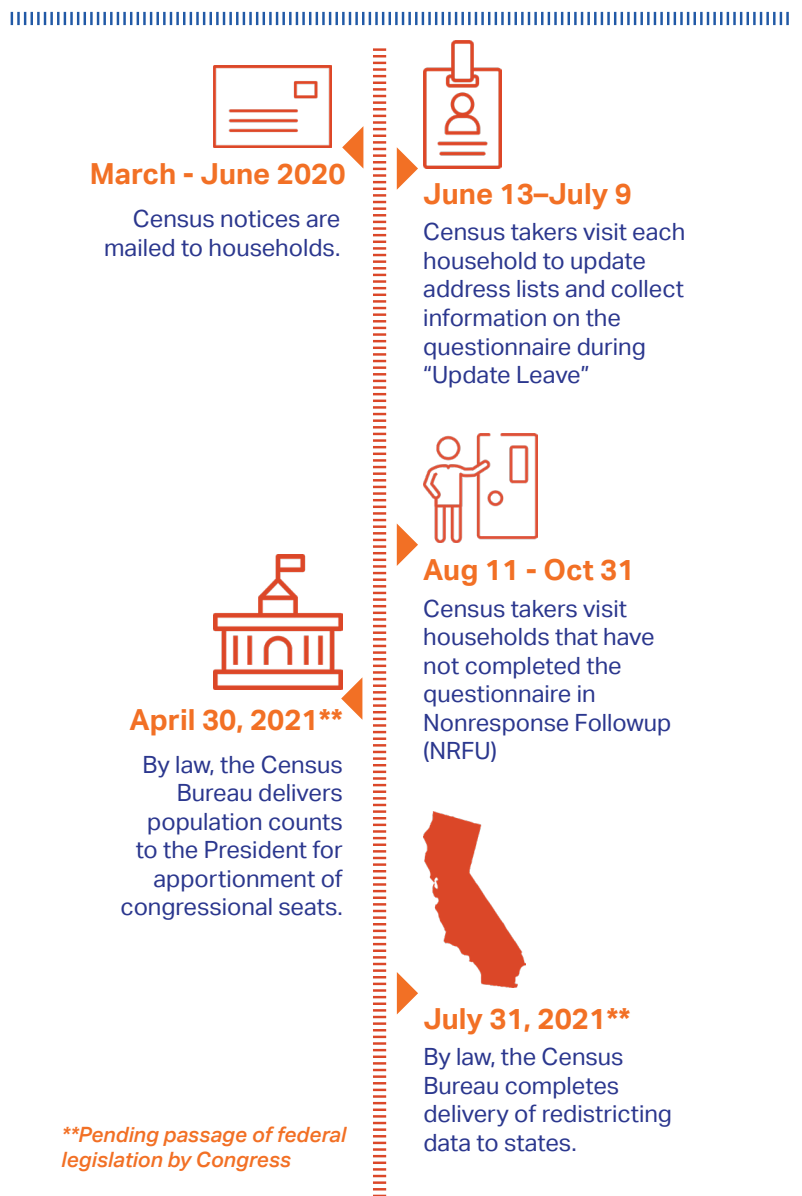 March - June 2020
Census notices are
mailed to households.
June 13–July 9
Census takers visit each
household to update
address lists and collect
information on the
questionnaire during
“Update Leave”
Aug 11 - Oct 31
Census takers visit
households that have
not completed the
questionnaire in
Nonresponse Followup
(NRFU)
April 30, 2021**
By law, the Census
Bureau delivers
population counts
to the President for
apportionment of
congressional seats.
July 31, 2021**
By law, the Census
Bureau completes
delivery of redistricting
data to states.
**Pending passage of federal
legislation by Congress